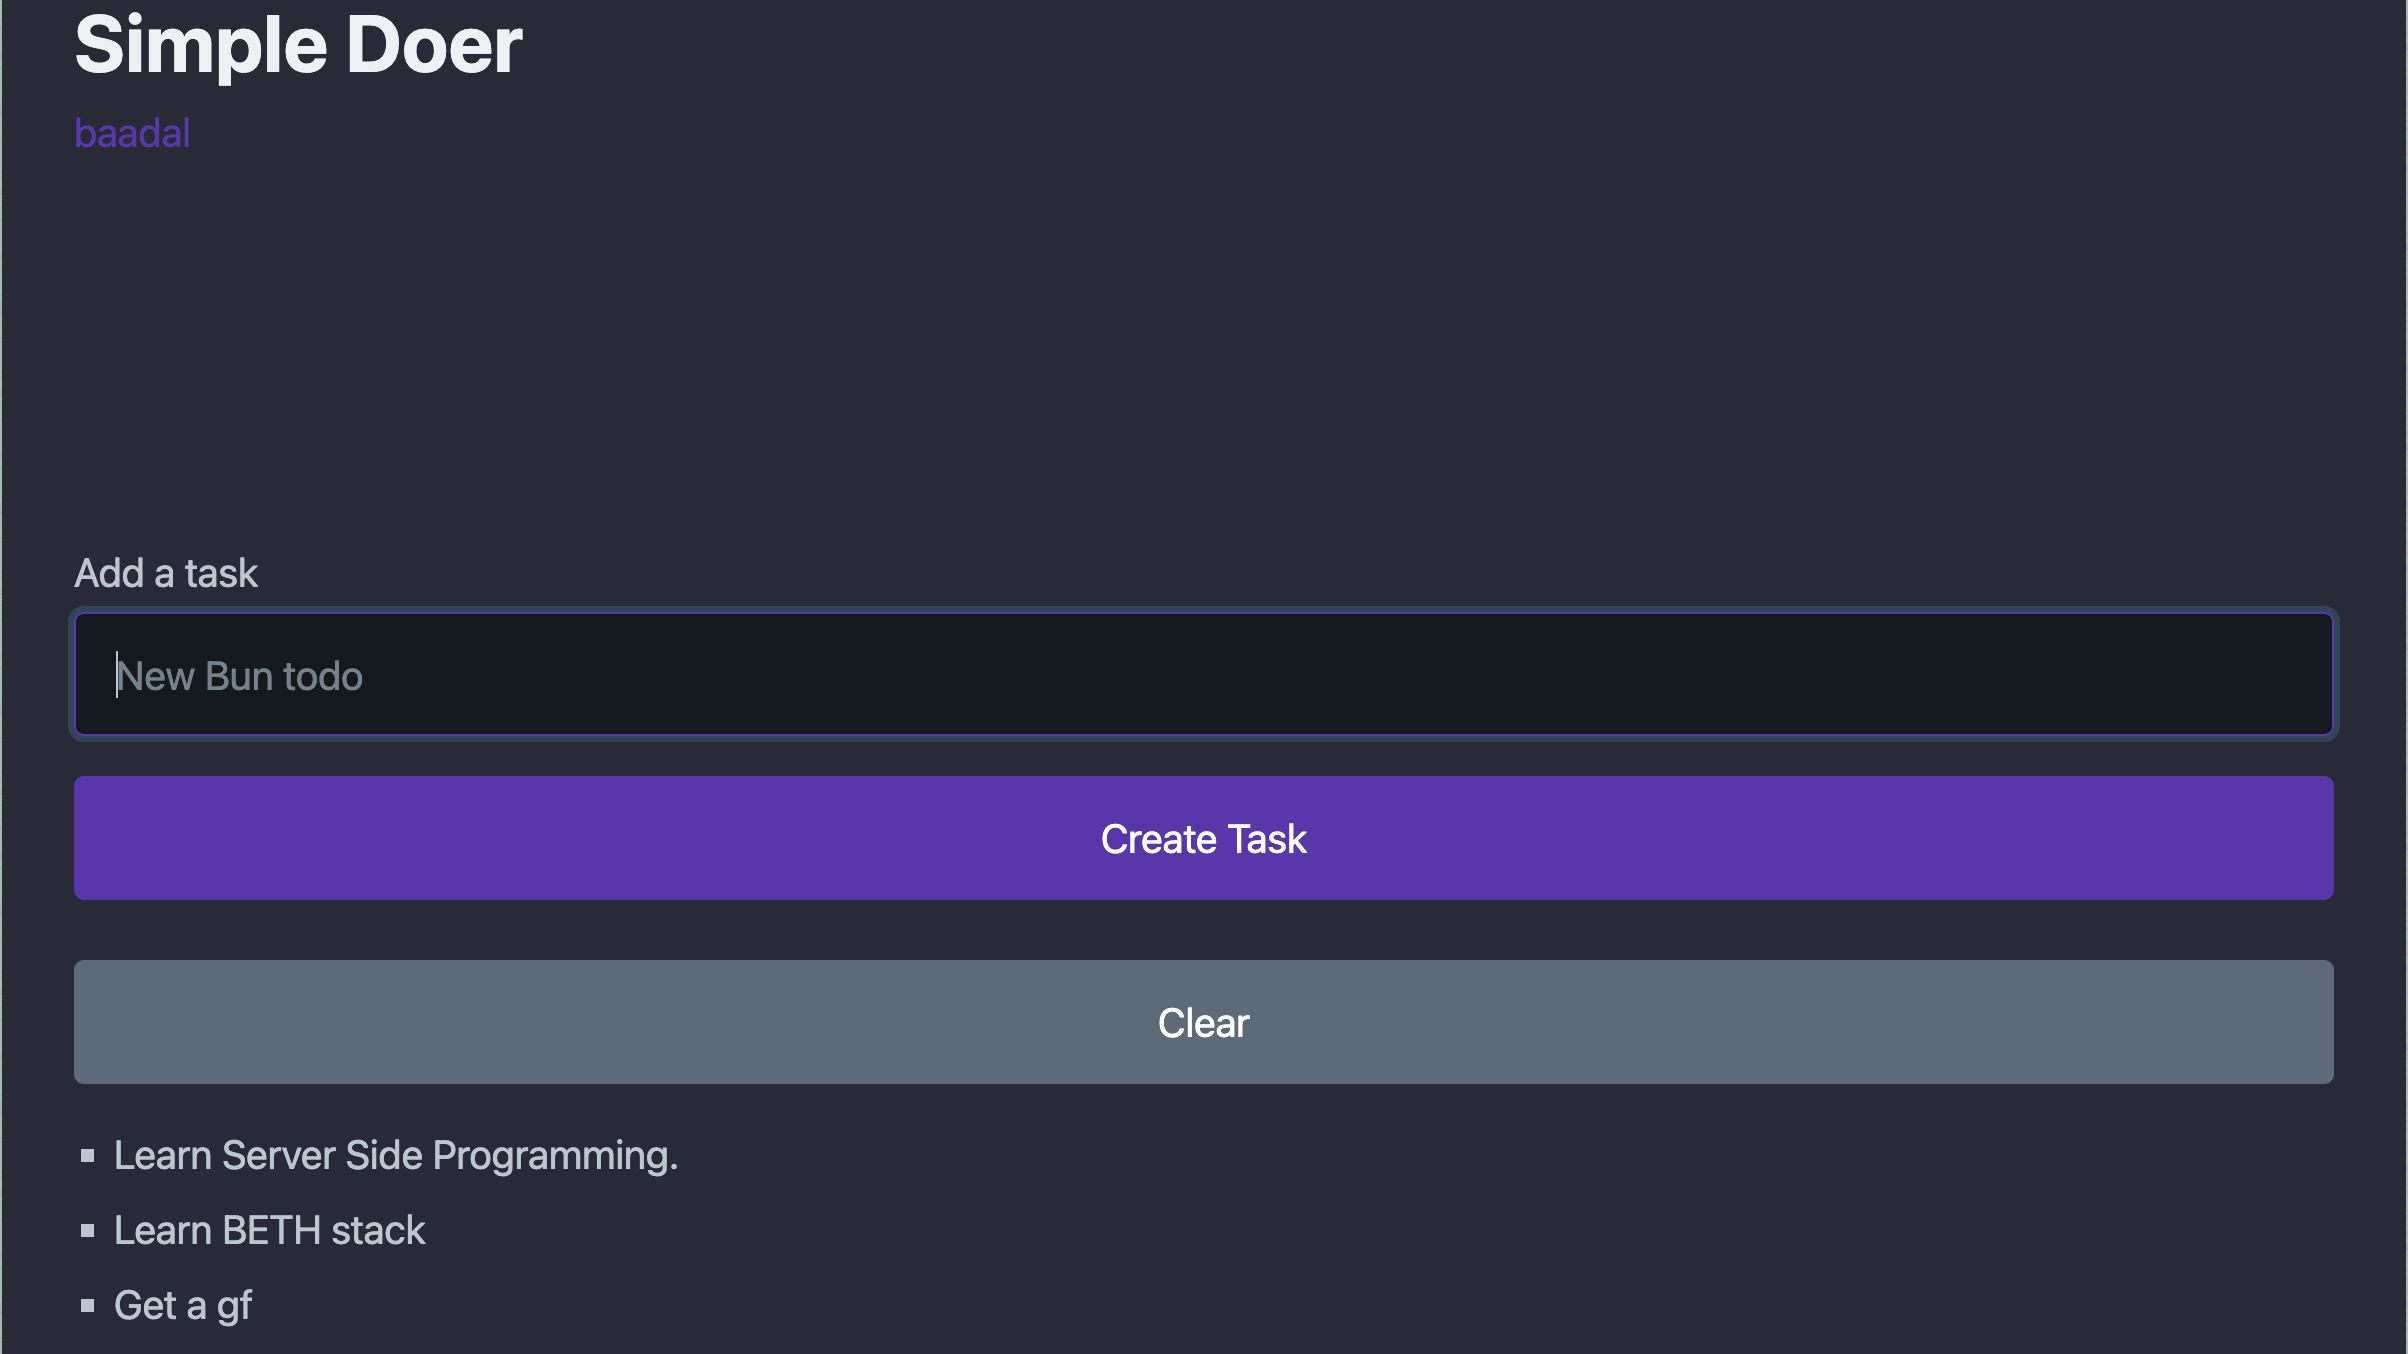 Simple Doer
baadal
Add a task
New Bun todo
Create Task
Clear
Learn Server Side Programming.
Learn BETH stack
Get a gf